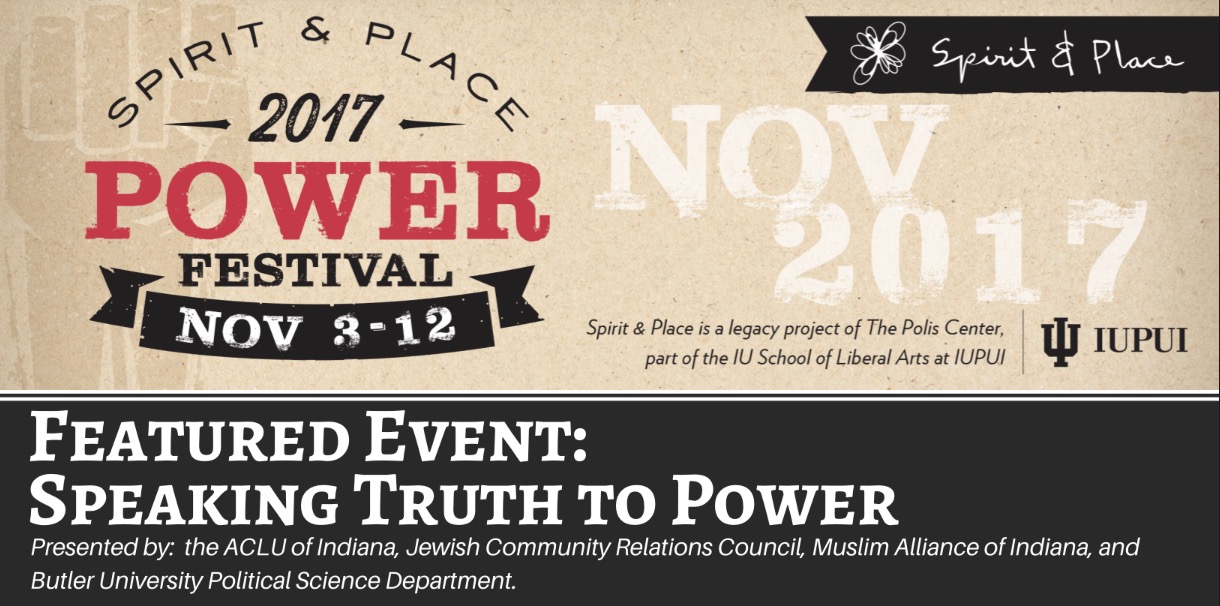 SPIRIT & PLACE
2017
POWER
FESTIVAL
NOV 3-12
Spirit & Place
NOV
2017
Spirit & Place is a legacy project of The Polis Center,
part of the IU School of Liberal Arts at IUPUI
IUPUI
Featured Event:
Speaking Truth to Power
Presented by:  the ACLU of Indiana, Jewish Community Relations Council, Muslim Alliance of Indiana, and
Butler University Political Science Department.